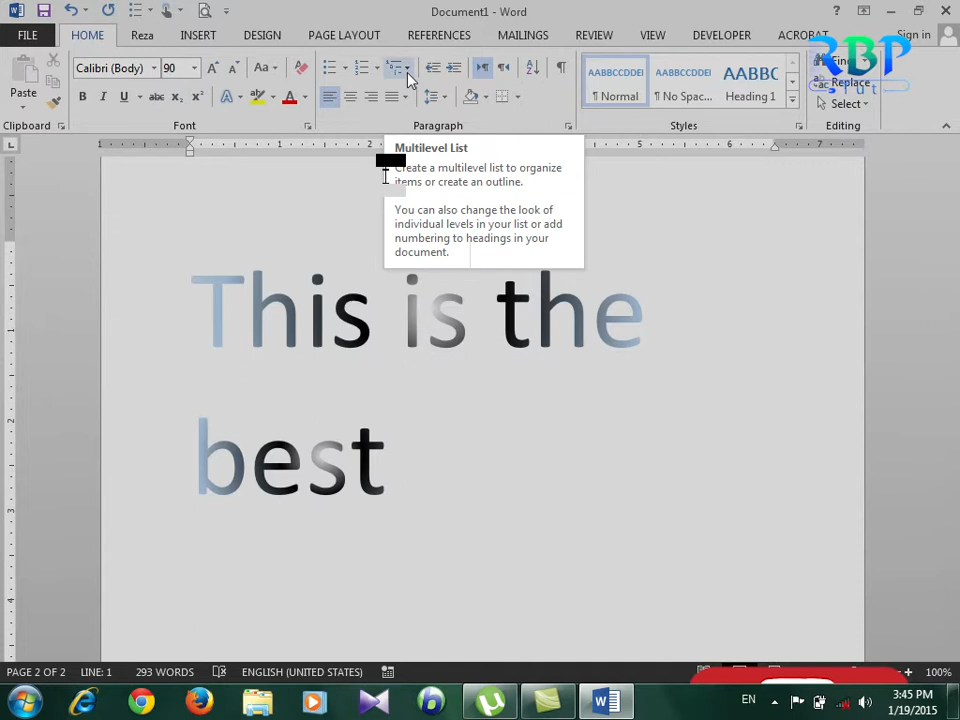 Document1 - Word
FILE HOME Reza INSERT DESIGN PAGE LAYOUT REFERENCES MAILINGS REVIEW VIEW DEVELOPER ACROBAT Sign in
Paste
Calibri (Body) 90
Find
Replace
Select
AABBCCDDEI AABBCCDDEI AABBC
¶ Normal ¶ No Spac... Heading 1
Font Paragraph Styles Editing
RBP
Tut
Multilevel List
Create a multilevel list to organize
items or create an outline.
You can also change the look of
individual levels in your list or add
numbering to headings in your
document.
This is the
best
PAGE 2 OF 2 LINE: 1 293 WORDS ENGLISH (UNITED STATES) 100%
EN 3:45 PM
1/19/2015